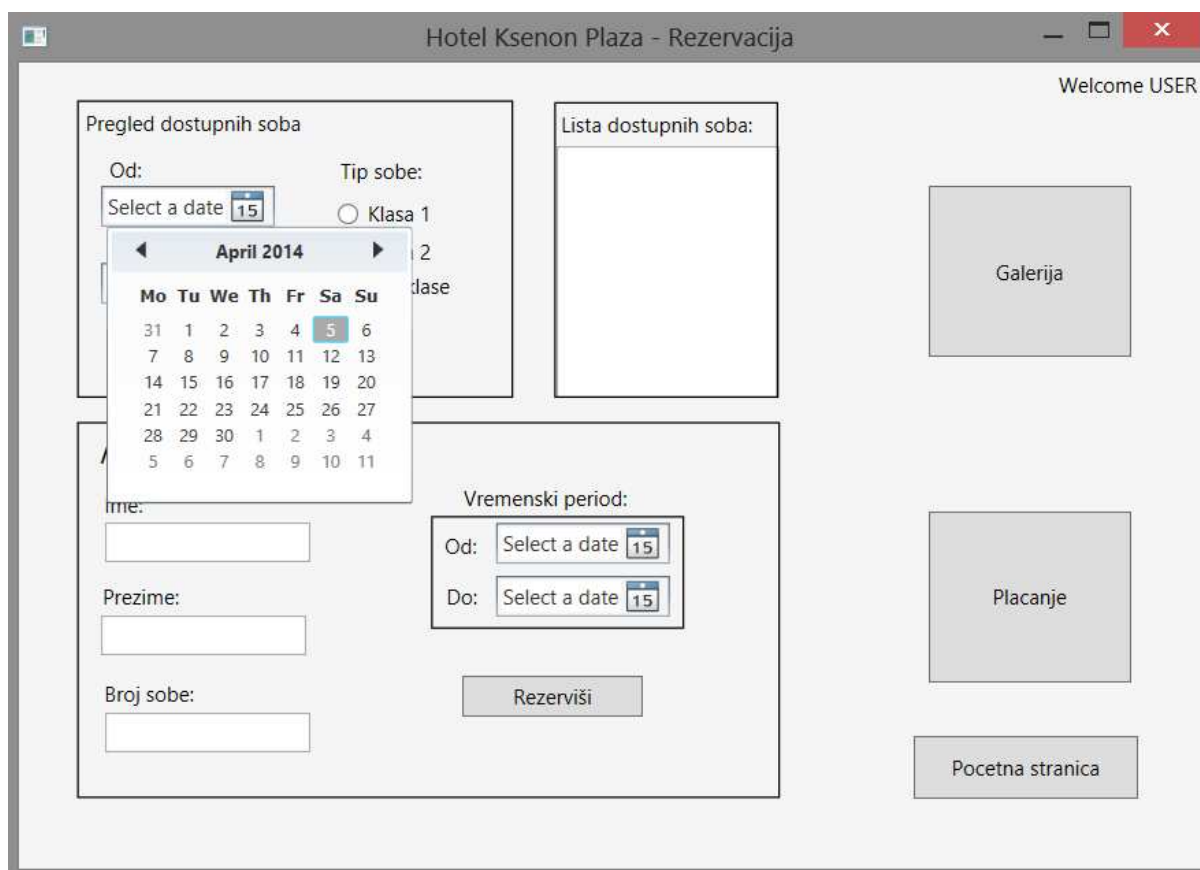 Hotel Ksenon Plaza - Rezervacija
Welcome USER
Pregled dostupnih soba
Od:
Select a date 15
Tip sobe:
Klasa 1
2
klase
April 2014
Mo Tu We Th Fr Sa Su
31 1 2 3 4 5 6
7 8 9 10 11 12 13
14 15 16 17 18 19 20
21 22 23 24 25 26 27
28 29 30 1 2 3 4
5 6 7 8 9 10 11
Lista dostupnih soba:
Ime:
Prezime:
Broj sobe:
Vremenski period:
Od: Select a date 15
Do: Select a date 15
Rezerviši
Galerija
Placanje
Pocetna stranica